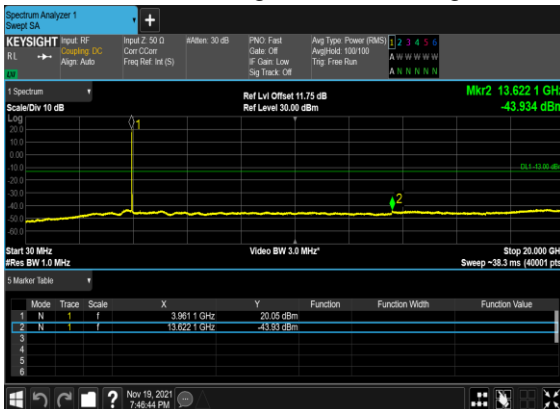 Spectrum Analyzer 1
Swept SA
+
KEYSIGHT Input: RF Input Z: 50 Ω #Atten: 30 dB PNO: Fast Avg Type: Power (RMS) 1 2 3 4 5 6
RL Coupling: DC Corr CCorr Gate: Off Avg|Hold: 100/100 A W W W W W
Align: Auto Freq Ref: Int (S) IF Gain: Low Trig: Free Run
Sig Track: Off A N N N N N
1 Spectrum Ref Lvl Offset 11.75 dB Mkr2 13.622 1 GHz
Scale/Div 10 dB Ref Level 30.00 dBm -43.934 dBm
Log
20.0
10.0
0.00
-10.0 DL1 -13.00 dBm
-20.0
-30.0
-40.0
-50.0
-60.0
1
2
Start 30 MHz Video BW 3.0 MHz* Stop 20.000 GH
#Res BW 1.0 MHz Sweep ~38.3 ms (40001 pts
5 Marker Table
Mode Trace Scale X Y Function Function Width Function Value
1 N 1 f 3.961 1 GHz 20.05 dBm
2 N 1 f 13.622 1 GHz -43.93 dBm
3
4
5
6
? Nov 19, 2021
7:46:44 PM